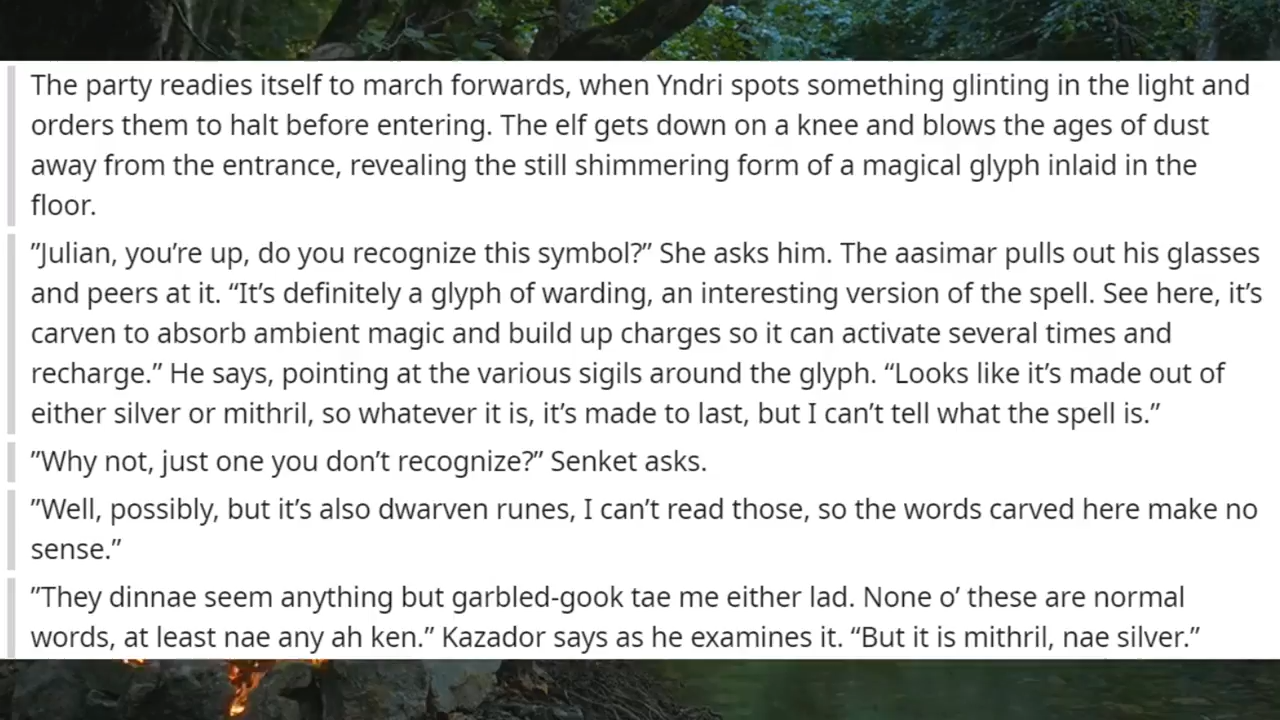 The party readies itself to march forwards, when Yndri spots something glinting in the light and
orders them to halt before entering. The elf gets down on a knee and blows the ages of dust
away from the entrance, revealing the still shimmering form of a magical glyph inlaid in the
floor.
”Julian, you’re up, do you recognize this symbol?” She asks him. The aasimar pulls out his glasses
and peers at it. “It’s definitely a glyph of warding, an interesting version of the spell. See here, it’s
carven to absorb ambient magic and build up charges so it can activate several times and
recharge.” He says, pointing at the various sigils around the glyph. “Looks like it’s made out of
either silver or mithril, so whatever it is, it’s made to last, but I can’t tell what the spell is.”
”Why not, just one you don’t recognize?” Senket asks.
”Well, possibly, but it’s also dwarven runes, I can’t read those, so the words carved here make no
sense.”
”They dinnae seem anything but garbled-gook tae me either lad. None o’ these are normal
words, at least nae any ah ken.” Kazador says as he examines it. “But it is mithril, nae silver.”